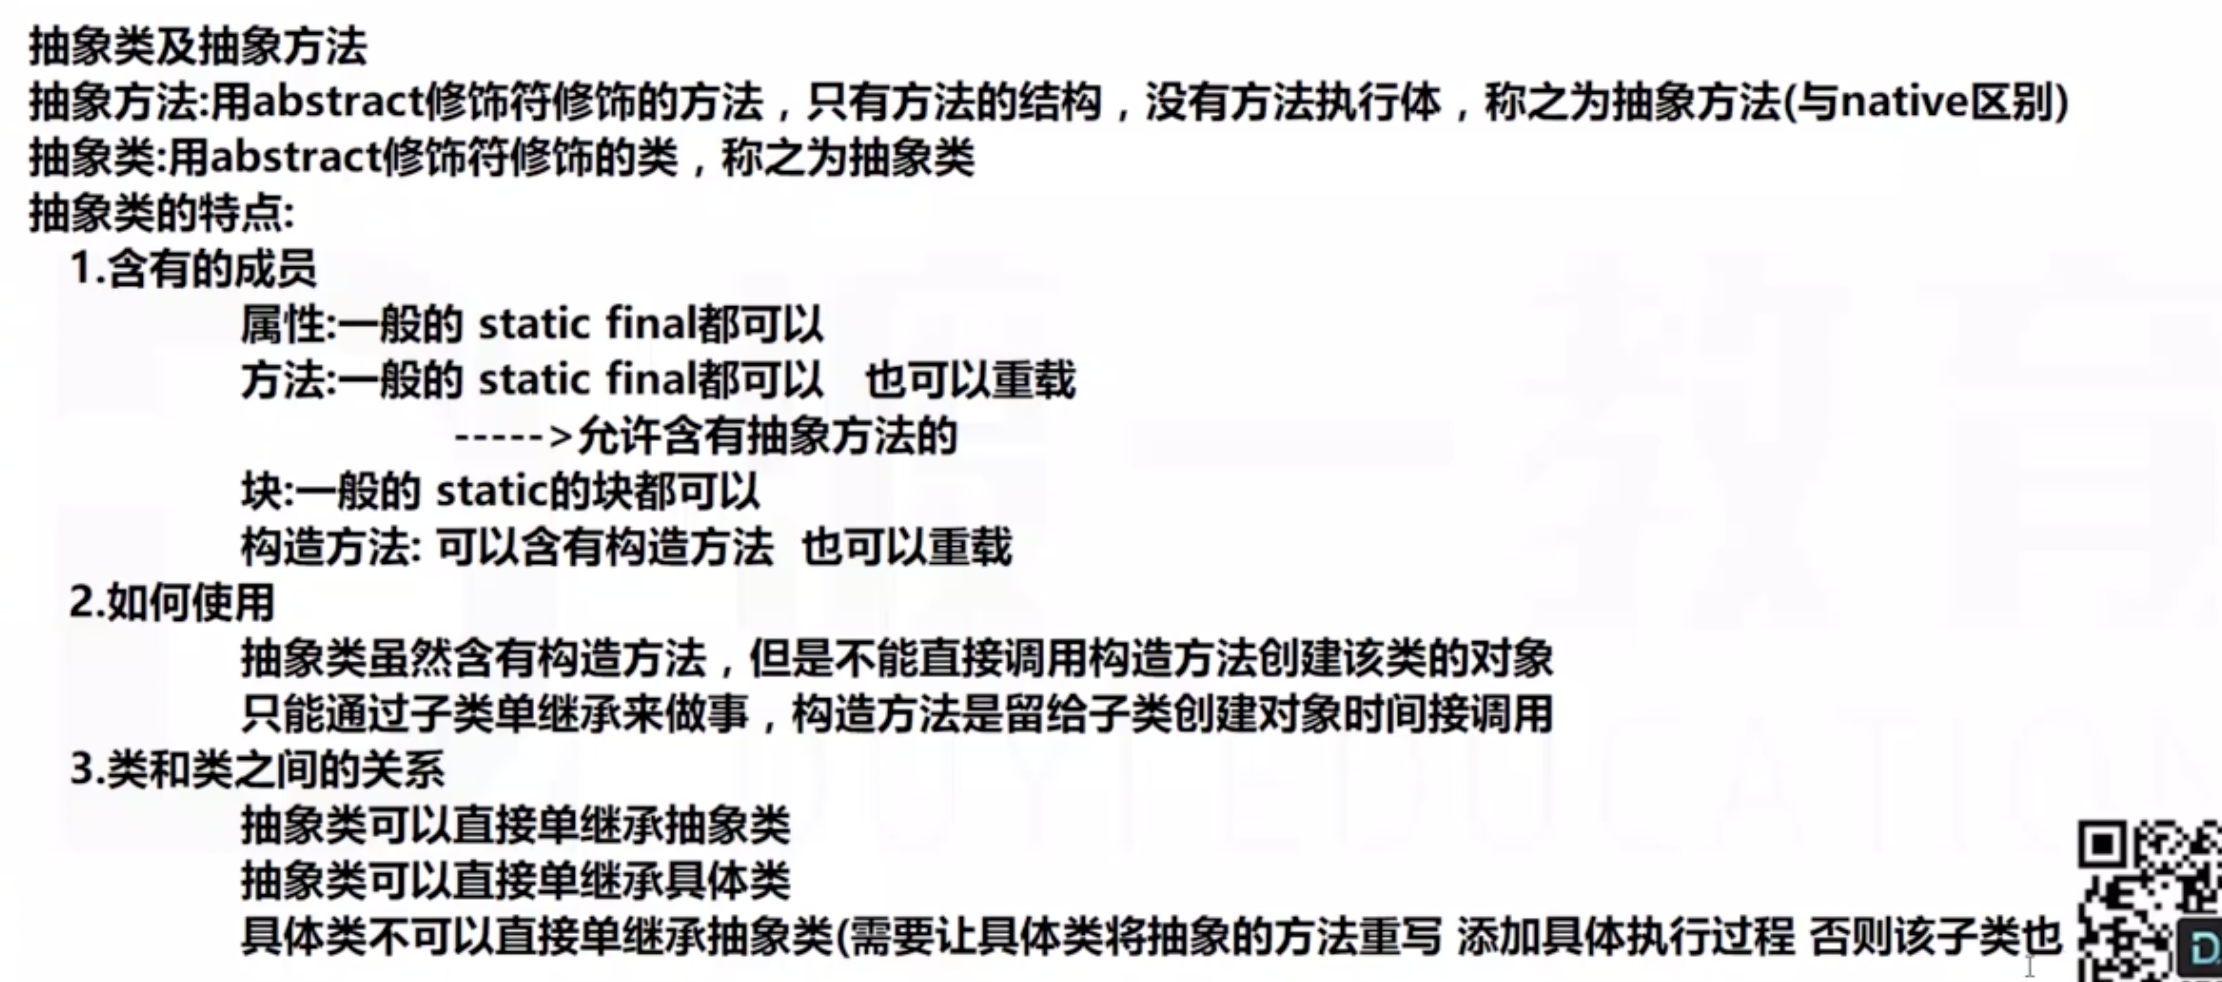 抽象类及抽象方法
抽象方法:用abstract修饰符修饰的方法，只有方法的结构，没有方法执行体，称之为抽象方法(与native区别)
抽象类:用abstract修饰符修饰的类，称之为抽象类
抽象类的特点:
1.含有的成员
属性:一般的 static final都可以
方法:一般的 static final都可以 也可以重载
----->允许含有抽象方法的
块:一般的 static的块都可以
构造方法: 可以含有构造方法 也可以重载
2.如何使用
抽象类虽然含有构造方法，但是不能直接调用构造方法创建该类的对象
只能通过子类单继承来做事，构造方法是留给子类创建对象时间接调用
3.类和类之间的关系
抽象类可以直接单继承抽象类
抽象类可以直接单继承具体类
具体类不可以直接单继承抽象类(需要让具体类将抽象的方法重写 添加具体执行过程 否则该子类也